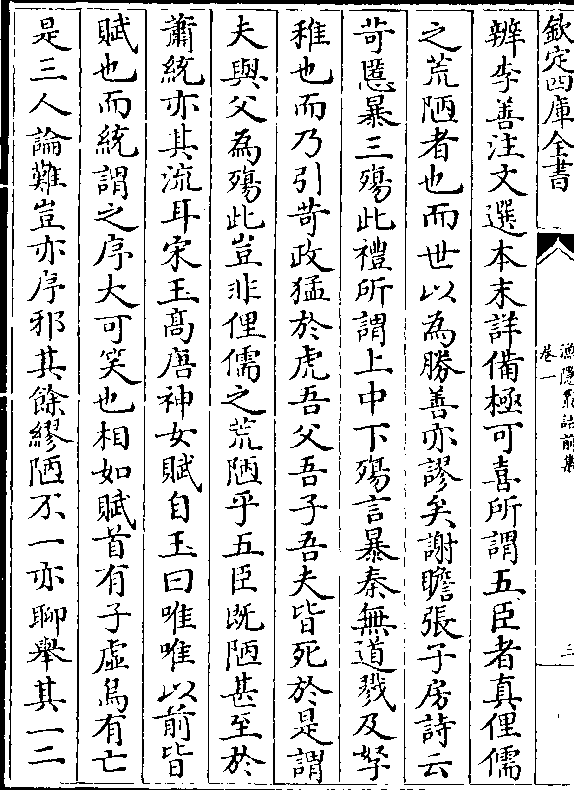 欽定四庫全書
漁隱叢話前集
卷一
三
辨李善注文選本末詳備極可喜所謂五臣者真俚儒
之荒陋者也而世以為勝善亦謬矣謝瞻張子房詩云
苛慝暴三殤此禮所謂上中下殤言暴秦無道戮及孥
稚也而乃引苛政猛於虎吾父吾子吾夫皆死於是謂
夫與父為殤此豈非俚儒之荒陋乎五臣既陋甚至於
蕭統亦其流耳宋玉髙唐神女賦自玉曰唯唯以前皆
賦也而統謂之序大可笑也相如賦首有子虛烏有亡
是三人論難豈亦序邪其餘繆陋不一亦聊舉其一二